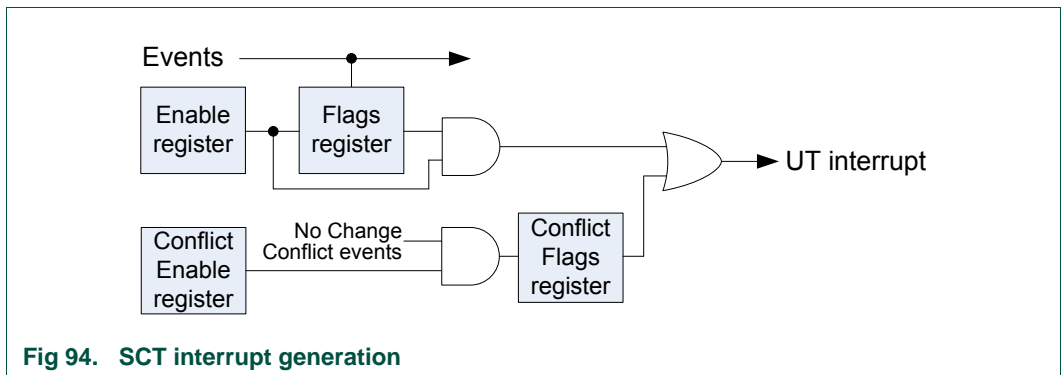 Events
Enable
register
Flags
register
UT interrupt
No Change
Conflict events
Conflict
Enable
register
Conflict
Flags
register
Fig 94. SCT interrupt generation